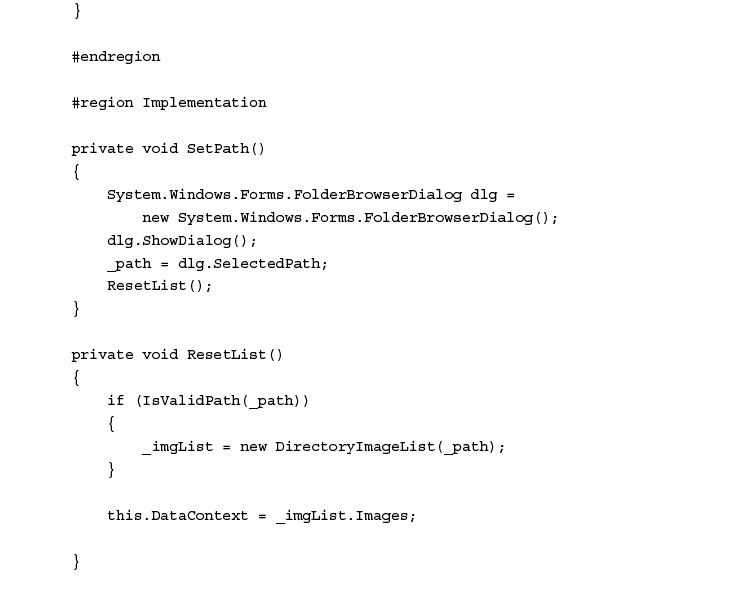 }
#endregion
#region Implementation
private void SetPath()
{
System.Windows.Forms.FolderBrowserDialog dlg =
new System.Windows.Forms.FolderBrowserDialog();
dlg.ShowDialog();
_path = dlg.SelectedPath;
ResetList();
}
private void ResetList()
{
if (IsValidPath(_path))
{
_imgList = new DirectoryImageList(_path);
}
this.DataContext = _imgList.Images;
}